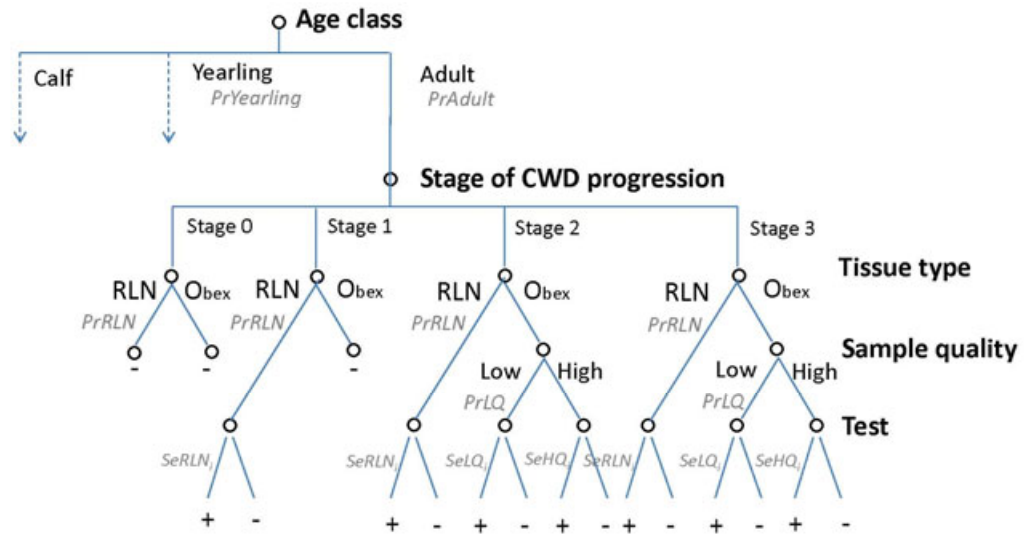 Age class
Calf Yearling Adult
PrYearling PrAdult
Stage of CWD progression
Stage 0 Stage 1 Stage 2 Stage 3
Tissue type
RLN Obex RLN Obex RLN Obex RLN Obex
PrRLN PrRLN PrRLN PrRLN
Sample quality
- - -
Low High Low High
PrLQ PrLQ
Test
SeRLNi SeRLNi SeLQi SeHQi SeRLNi SeLQi SeHQi
+ - + - + - + - + - + - + -